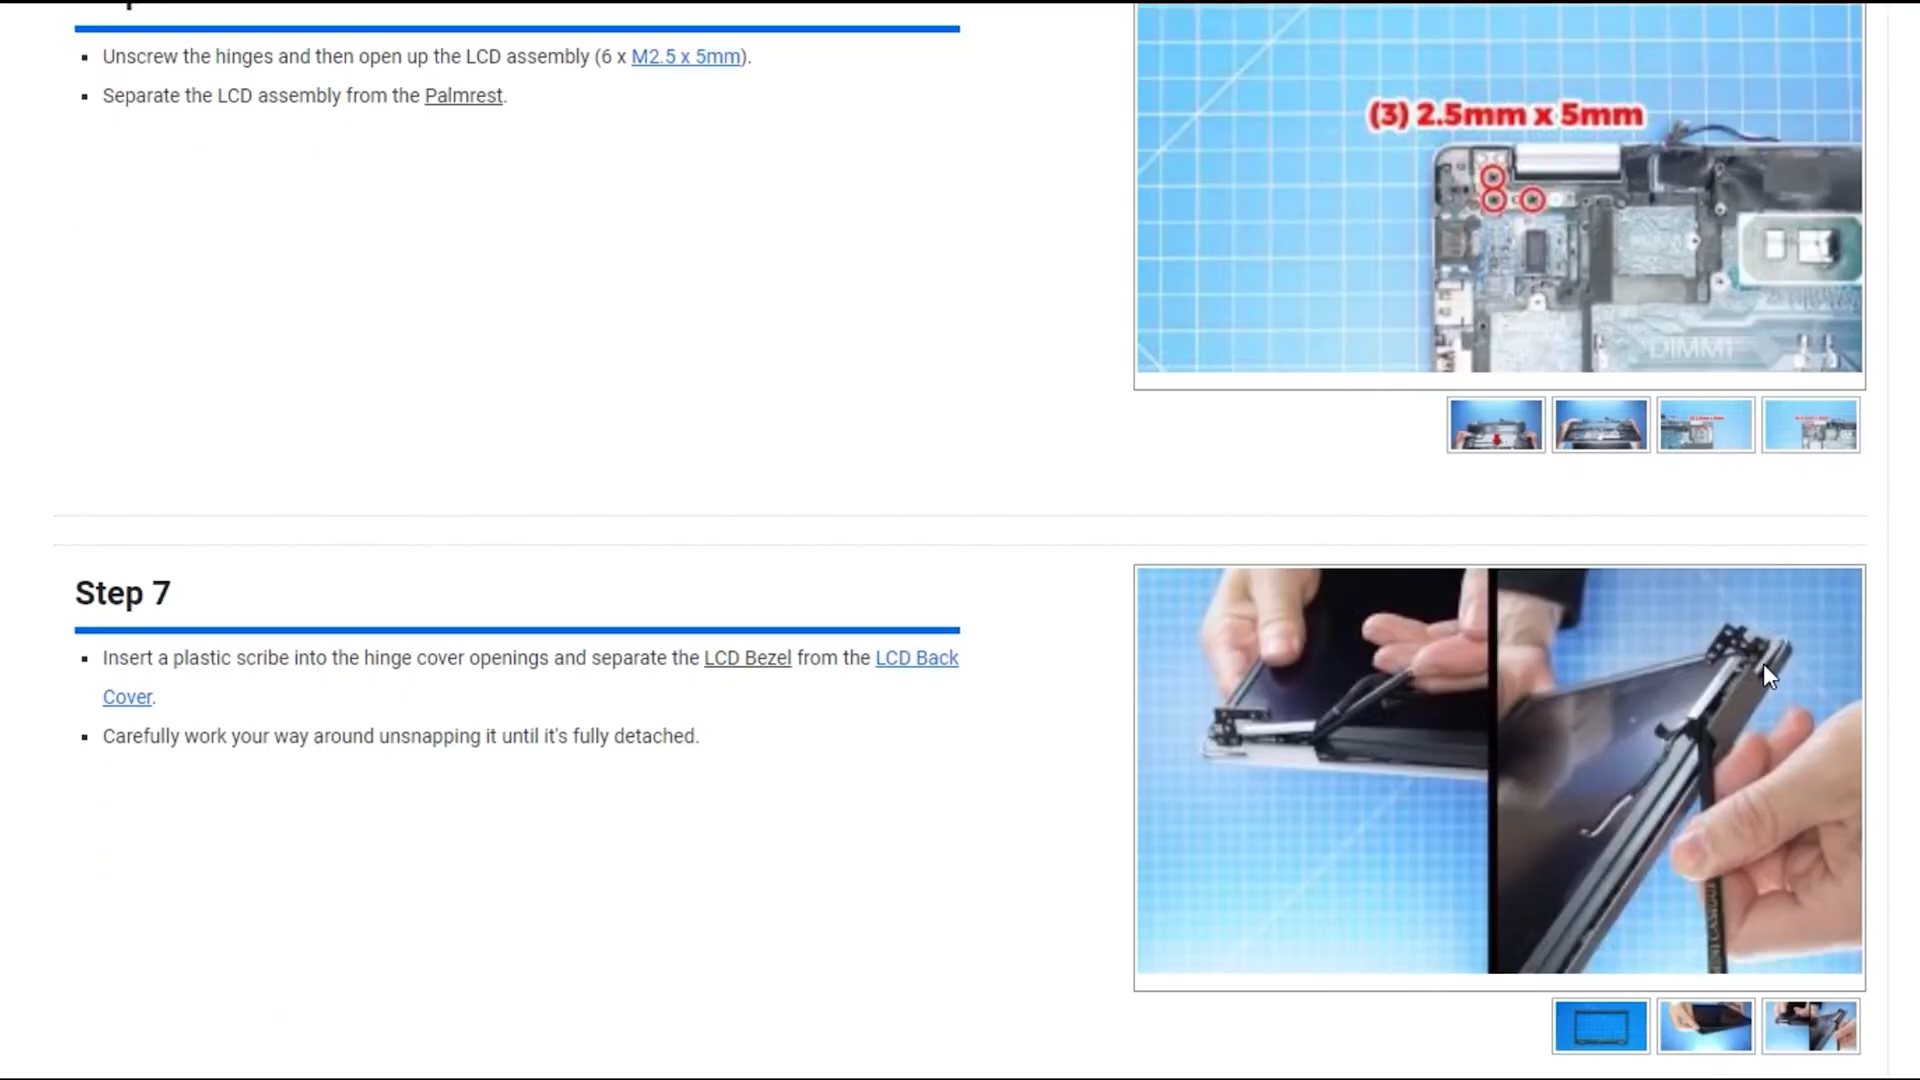 Unscrew the hinges and then open up the LCD assembly (6 x M2.5 x 5mm).
Separate the LCD assembly from the Palmrest.
(3) 2.5mm x 5mm
DIMM1
Step 7
Insert a plastic scribe into the hinge cover openings and separate the LCD Bezel from the LCD Back
Cover.
Carefully work your way around unsnapping it until it's fully detached.